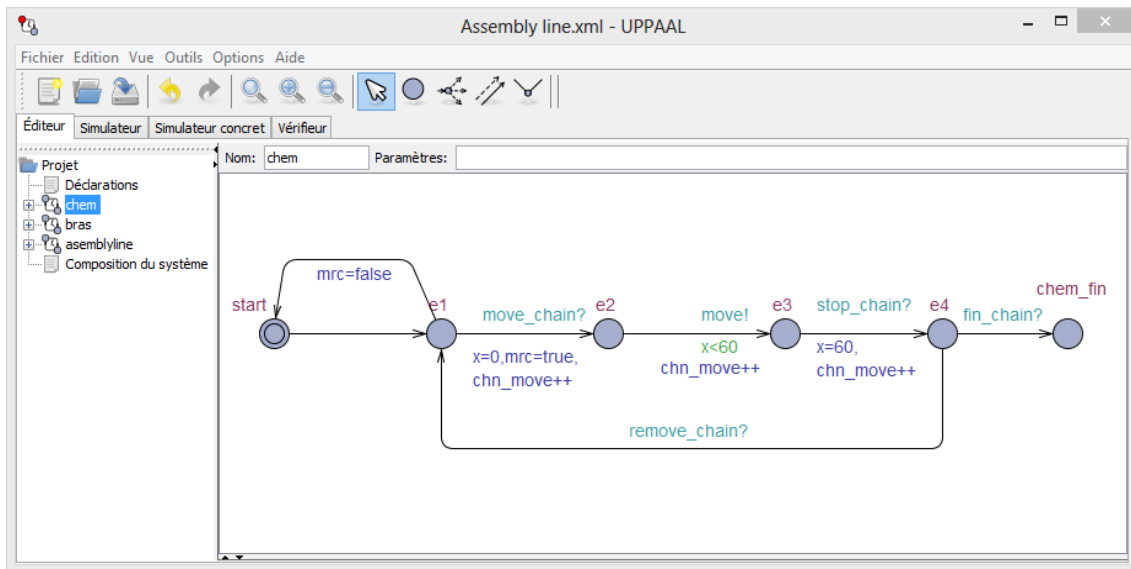 Assembly line.xml - UPPAAL
Fichier Edition Vue Outils Options Aide
Éditeur Simulateur Simulateur concret Vérifieur
Projet
Déclarations
chem
bras
asemblyline
Composition du système
Nom: chem Paramètres:
mrc=false
start e1 move_chain? e2 move! e3 stop_chain? e4 fin_chain? chem_fin
x=0,mrc=true,
chn_move++
x<60
chn_move++
x=60,
chn_move++
remove_chain?